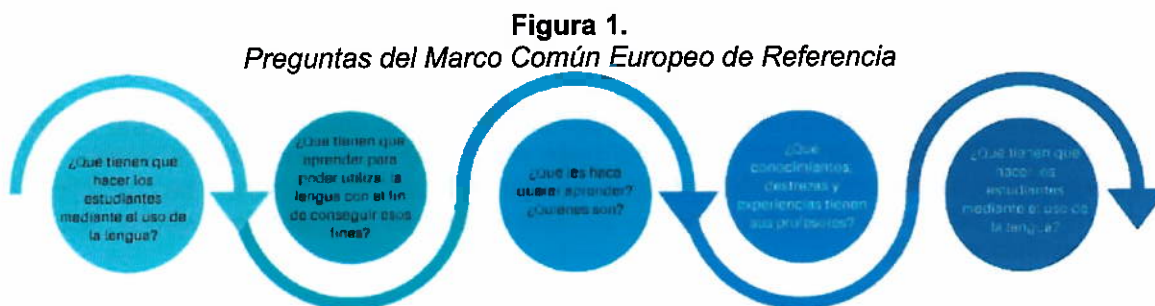 Figura 1.
Preguntas del Marco Común Europeo de Referencia
¿Qué tienen que
hacer los
estudiantes
mediante el uso de
la lengua?
¿Qué tienen que
aprender para
poder utiliza la
lengua con el fin
de conseguir esos
fines?
¿Qué les hace
querer aprender?
¿Quiénes son?
¿Qué
conocimientos,
destrezas y
experiencias tienen
sus profesores?
¿Qué tienen que
hacer los
estudiantes
mediante el uso de
la lengua?